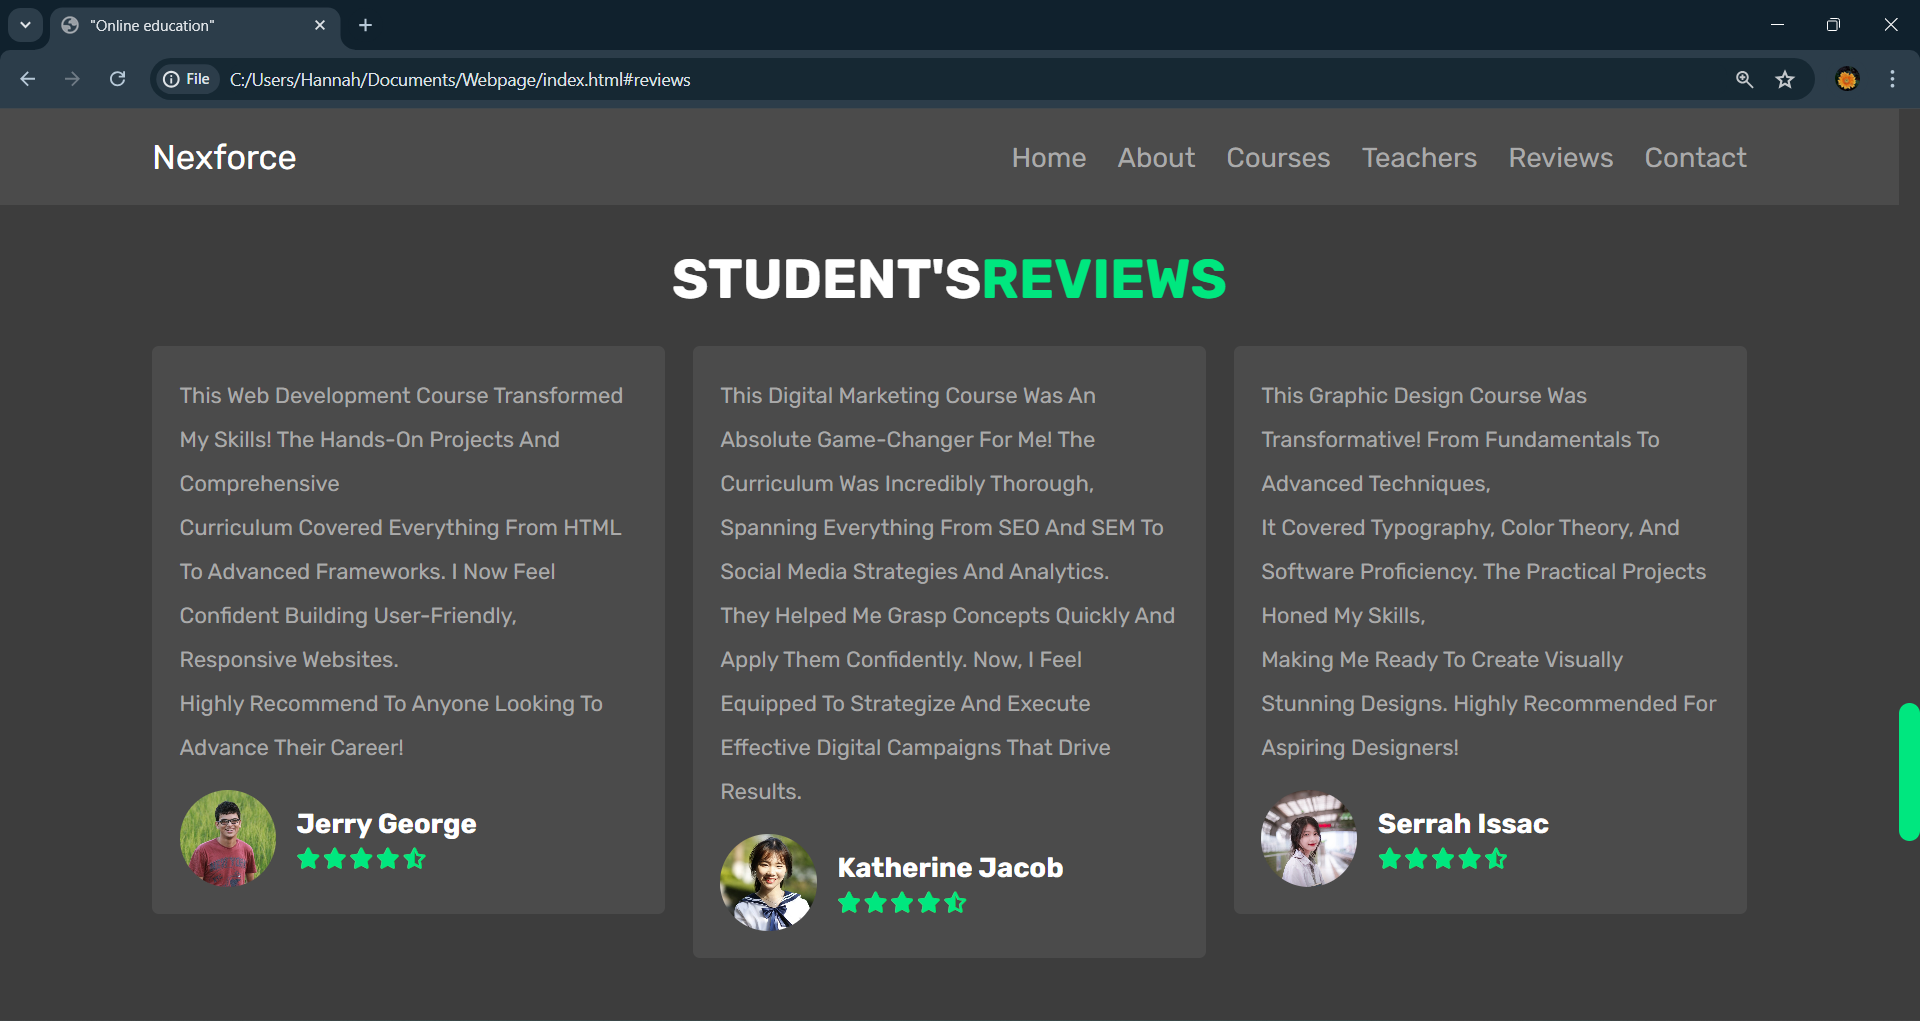 "Online education"
File
C:/Users/Hannah/Documents/Webpage/index.html#reviews
Nexforce
Home About Courses Teachers Reviews Contact
STUDENT'SREVIEWS
This Web Development Course Transformed
My Skills! The Hands-On Projects And
Comprehensive
Curriculum Covered Everything From HTML
To Advanced Frameworks. I Now Feel
Confident Building User-Friendly,
Responsive Websites.
Highly Recommend To Anyone Looking To
Advance Their Career!
Jerry George
This Digital Marketing Course Was An
Absolute Game-Changer For Me! The
Curriculum Was Incredibly Thorough,
Spanning Everything From SEO And SEM To
Social Media Strategies And Analytics.
They Helped Me Grasp Concepts Quickly And
Apply Them Confidently. Now, I Feel
Equipped To Strategize And Execute
Effective Digital Campaigns That Drive
Results.
Katherine Jacob
This Graphic Design Course Was
Transformative! From Fundamentals To
Advanced Techniques,
It Covered Typography, Color Theory, And
Software Proficiency. The Practical Projects
Honed My Skills,
Making Me Ready To Create Visually
Stunning Designs. Highly Recommended For
Aspiring Designers!
Serrah Issac